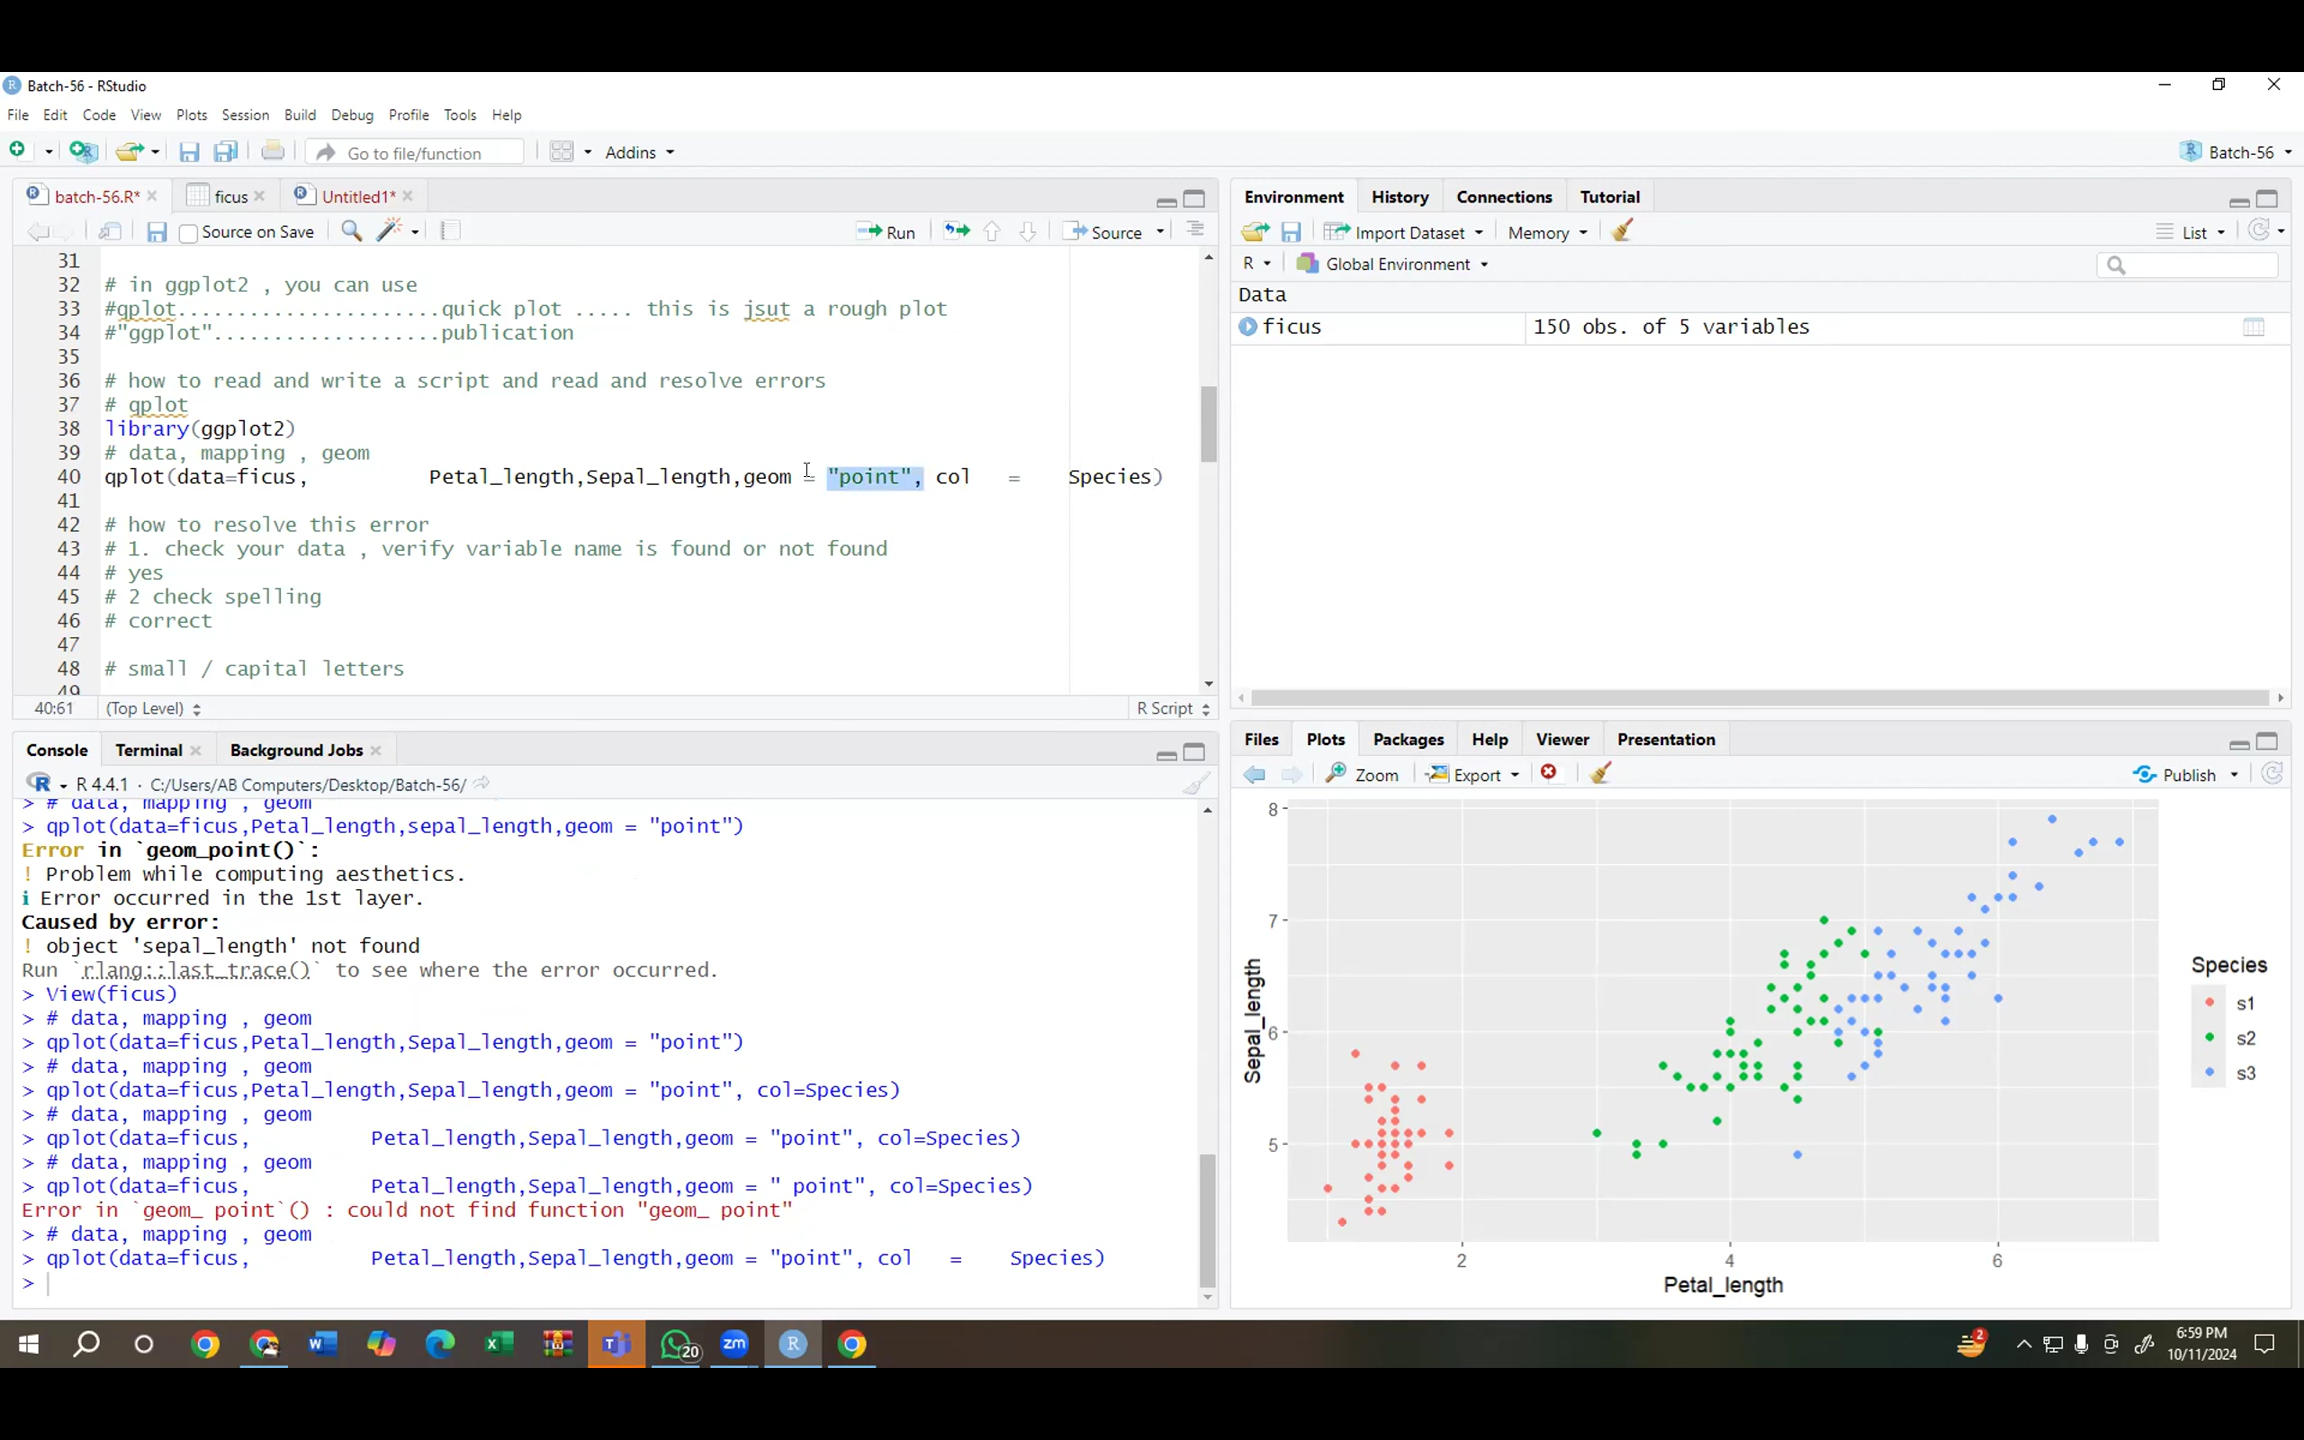 Batch-56 - RStudio
File Edit Code View Plots Session Build Debug Profile Tools Help
Go to file/function
Addins
Batch-56
batch-56.R*
ficus
Untitled1*
Source on Save
Run
Source
31
32 # in ggplot2 , you can use
33 #qplot......................quick plot ..... this is jsut a rough plot
34 #"ggplot"...................publication
35
36 # how to read and write a script and read and resolve errors
37 # qplot
38 library(ggplot2)
39 # data, mapping , geom
40 qplot(data=ficus,          Petal_length,Sepal_length,geom = "point", col   =    Species)
41
42 # how to resolve this error
43 # 1. check your data , verify variable name is found or not found
44 # yes
45 # 2 check spelling
46 # correct
47
48 # small / capital letters
49
40:61
(Top Level)
R Script
Console
Terminal
Background Jobs
R 4.4.1 · C:/Users/AB Computers/Desktop/Batch-56/
> # data, mapping , geom
> qplot(data=ficus,Petal_length,sepal_length,geom = "point")
Error in `geom_point()`:
! Problem while computing aesthetics.
ℹ Error occurred in the 1st layer.
Caused by error:
! object 'sepal_length' not found
Run `rlang::last_trace()` to see where the error occurred.
> View(ficus)
> # data, mapping , geom
> qplot(data=ficus,Petal_length,Sepal_length,geom = "point")
> # data, mapping , geom
> qplot(data=ficus,Petal_length,Sepal_length,geom = "point", col=Species)
> # data, mapping , geom
> qplot(data=ficus,          Petal_length,Sepal_length,geom = "point", col=Species)
> # data, mapping , geom
> qplot(data=ficus,          Petal_length,Sepal_length,geom = " point", col=Species)
Error in `geom_ point`() : could not find function "geom_ point"
> # data, mapping , geom
> qplot(data=ficus,          Petal_length,Sepal_length,geom = "point", col   =    Species)
>
Environment
History
Connections
Tutorial
Import Dataset
Memory
List
R
Global Environment
Data
ficus 150 obs. of 5 variables
Files
Plots
Packages
Help
Viewer
Presentation
Zoom
Export
Publish
8
7
6
5
Sepal_length
2
4
6
Petal_length
Species
s1
s2
s3
20
zm
2
6:59 PM
10/11/2024